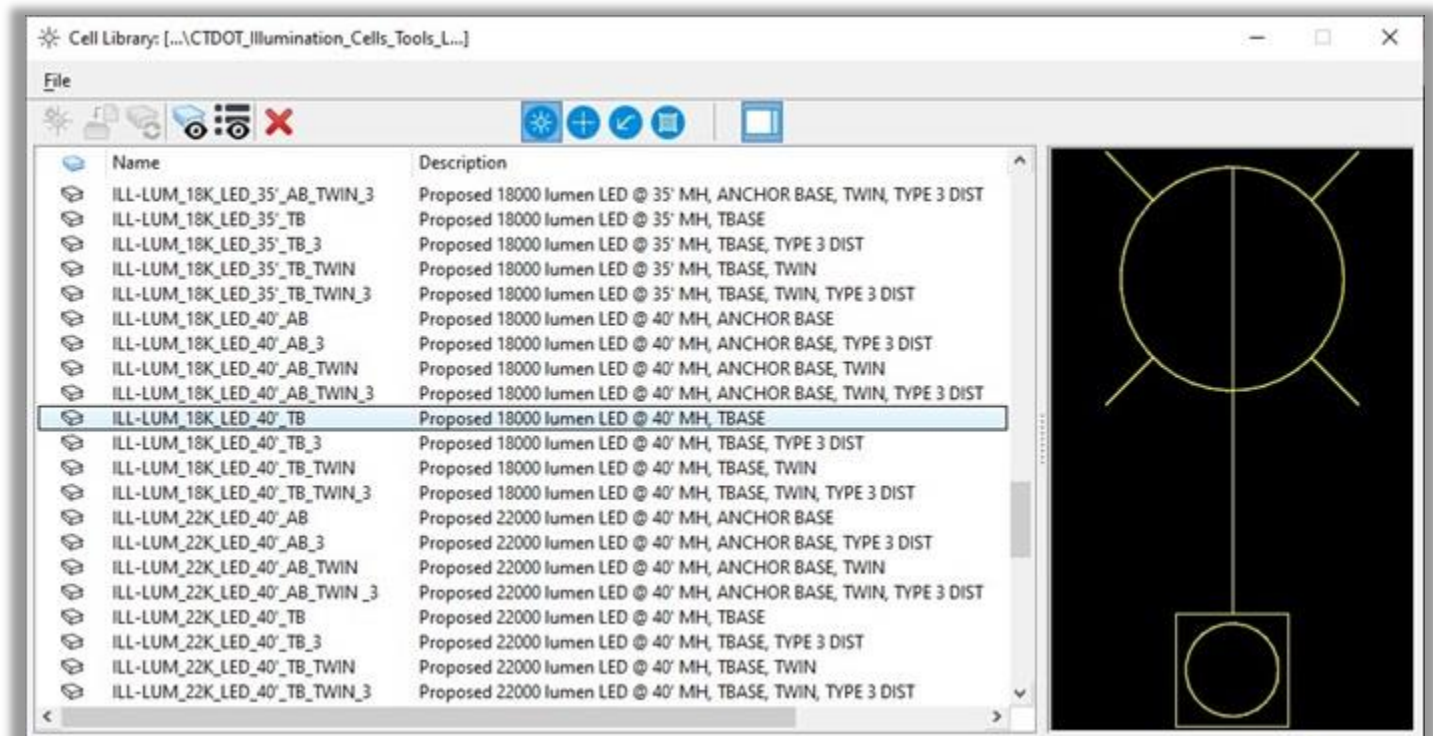 Cell Library: [...\CTDOT_Illumination_Cells_Tools_L...]
File
Name Description
ILL-LUM_18K_LED_35'_AB_TWIN_3 Proposed 18000 lumen LED @ 35' MH, ANCHOR BASE, TWIN, TYPE 3 DIST
ILL-LUM_18K_LED_35'_TB Proposed 18000 lumen LED @ 35' MH, TBASE
ILL-LUM_18K_LED_35'_TB_3 Proposed 18000 lumen LED @ 35' MH, TBASE, TYPE 3 DIST
ILL-LUM_18K_LED_35'_TB_TWIN Proposed 18000 lumen LED @ 35' MH, TBASE, TWIN
ILL-LUM_18K_LED_35'_TB_TWIN_3 Proposed 18000 lumen LED @ 35' MH, TBASE, TWIN, TYPE 3 DIST
ILL-LUM_18K_LED_40'_AB Proposed 18000 lumen LED @ 40' MH, ANCHOR BASE
ILL-LUM_18K_LED_40'_AB_3 Proposed 18000 lumen LED @ 40' MH, ANCHOR BASE, TYPE 3 DIST
ILL-LUM_18K_LED_40'_AB_TWIN Proposed 18000 lumen LED @ 40' MH, ANCHOR BASE, TWIN
ILL-LUM_18K_LED_40'_AB_TWIN_3 Proposed 18000 lumen LED @ 40' MH, ANCHOR BASE, TWIN, TYPE 3 DIST
ILL-LUM_18K_LED_40'_TB Proposed 18000 lumen LED @ 40' MH, TBASE
ILL-LUM_18K_LED_40'_TB_3 Proposed 18000 lumen LED @ 40' MH, TBASE, TYPE 3 DIST
ILL-LUM_18K_LED_40'_TB_TWIN Proposed 18000 lumen LED @ 40' MH, TBASE, TWIN
ILL-LUM_18K_LED_40'_TB_TWIN_3 Proposed 18000 lumen LED @ 40' MH, TBASE, TWIN, TYPE 3 DIST
ILL-LUM_22K_LED_40'_AB Proposed 22000 lumen LED @ 40' MH, ANCHOR BASE
ILL-LUM_22K_LED_40'_AB_3 Proposed 22000 lumen LED @ 40' MH, ANCHOR BASE, TYPE 3 DIST
ILL-LUM_22K_LED_40'_AB_TWIN Proposed 22000 lumen LED @ 40' MH, ANCHOR BASE, TWIN
ILL-LUM_22K_LED_40'_AB_TWIN _3 Proposed 22000 lumen LED @ 40' MH, ANCHOR BASE, TWIN, TYPE 3 DIST
ILL-LUM_22K_LED_40'_TB Proposed 22000 lumen LED @ 40' MH, TBASE
ILL-LUM_22K_LED_40'_TB_3 Proposed 22000 lumen LED @ 40' MH, TBASE, TYPE 3 DIST
ILL-LUM_22K_LED_40'_TB_TWIN Proposed 22000 lumen LED @ 40' MH, TBASE, TWIN
ILL-LUM_22K_LED_40'_TB_TWIN_3 Proposed 22000 lumen LED @ 40' MH, TBASE, TWIN, TYPE 3 DIST